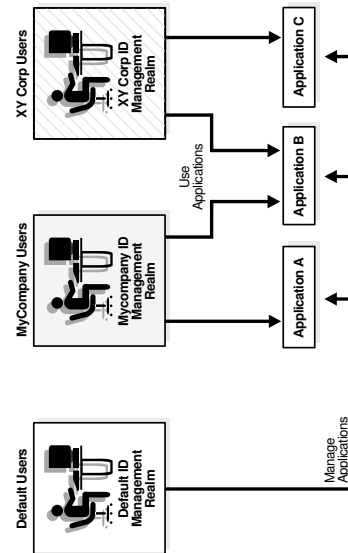 Default Users
Default ID
Management
Realm
MyCompany Users
Mycompany ID
Management
Realm
XY Corp Users
XY Corp ID
Management
Realm
Use
Applications
Application A
Application B
Application C
Manage
Applications